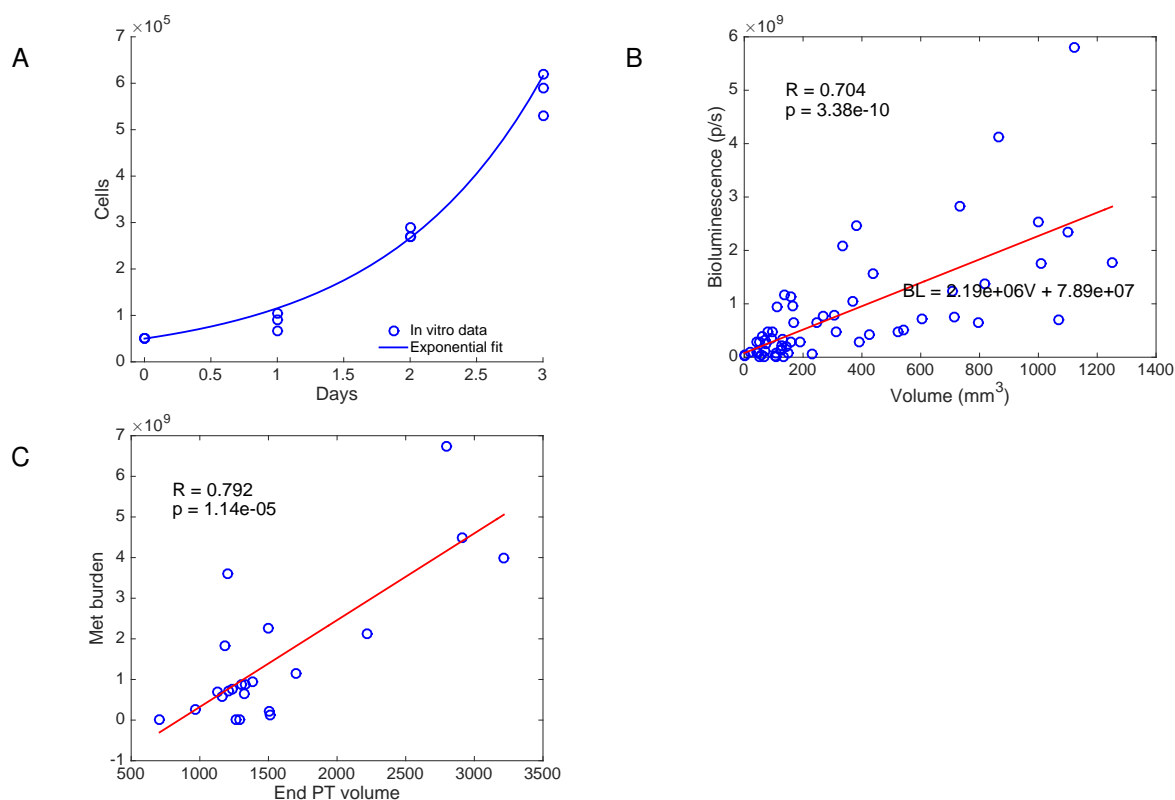 A
×10^5
7
6
5
4
3
2
1
0
Cells
0 0.5 1 1.5 2 2.5 3
Days
In vitro data
Exponential fit
B
×10^9
6
5
4
3
2
1
0
Bioluminescence (p/s)
R = 0.704
p = 3.38e-10
BL = 2.19e+06V + 7.89e+07
0 200 400 600 800 1000 1200 1400
Volume (mm^3)
C
×10^9
7
6
5
4
3
2
1
0
-1
Met burden
R = 0.792
p = 1.14e-05
500 1000 1500 2000 2500 3000 3500
End PT volume